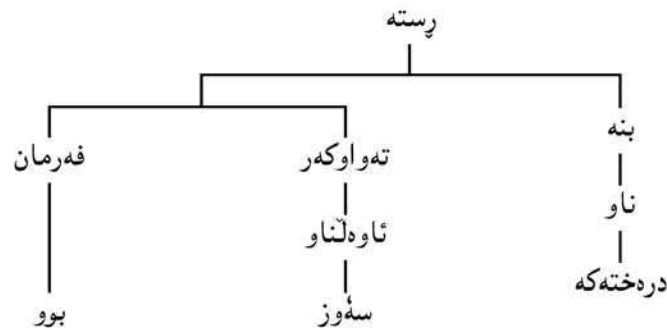 ڕستە
بنە
تەواوکەر
فەرمان
ناو
ئاوەڵناو
درەختەکە
سەوز
بوو